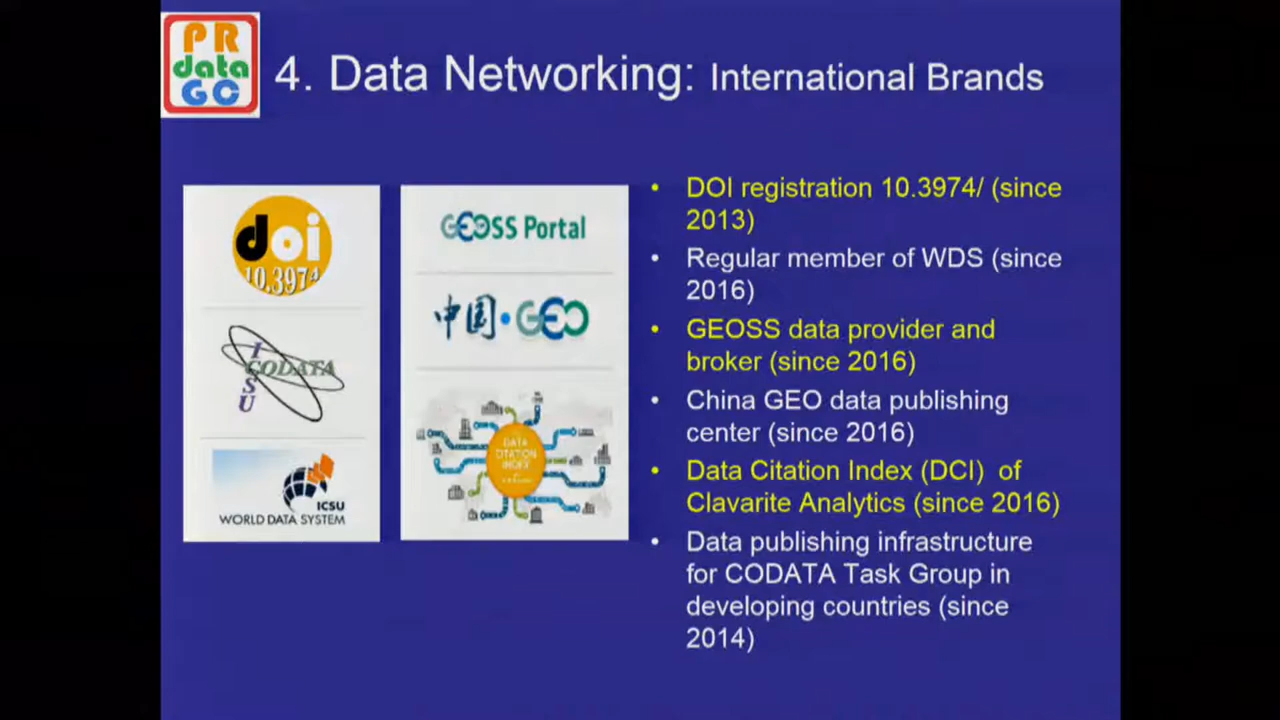 PR
data
GC
4. Data Networking: International Brands
doi
10.3974
ICSU
CODATA
ICSU
WORLD DATA SYSTEM
GEOSS Portal
中国·GEO
DATA
CITATION
INDEX
• DOI registration 10.3974/ (since
2013)
• Regular member of WDS (since
2016)
• GEOSS data provider and
broker (since 2016)
• China GEO data publishing
center (since 2016)
• Data Citation Index (DCI) of
Clavarite Analytics (since 2016)
• Data publishing infrastructure
for CODATA Task Group in
developing countries (since
2014)